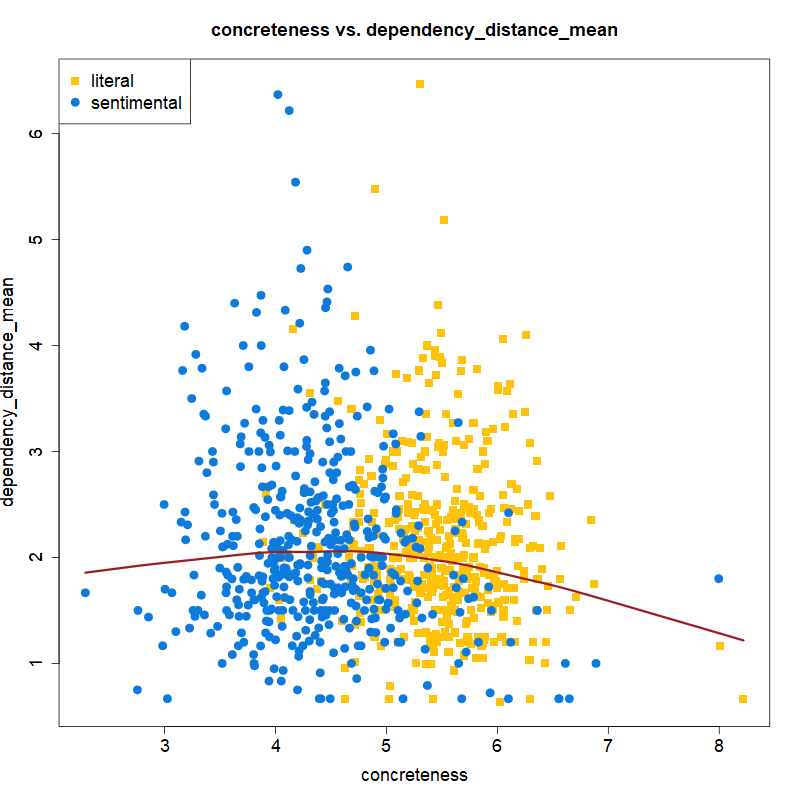 concreteness vs. dependency_distance_mean
literal
sentimental
dependency_distance_mean
6
5
4
3
2
1
3 4 5 6 7 8
concreteness